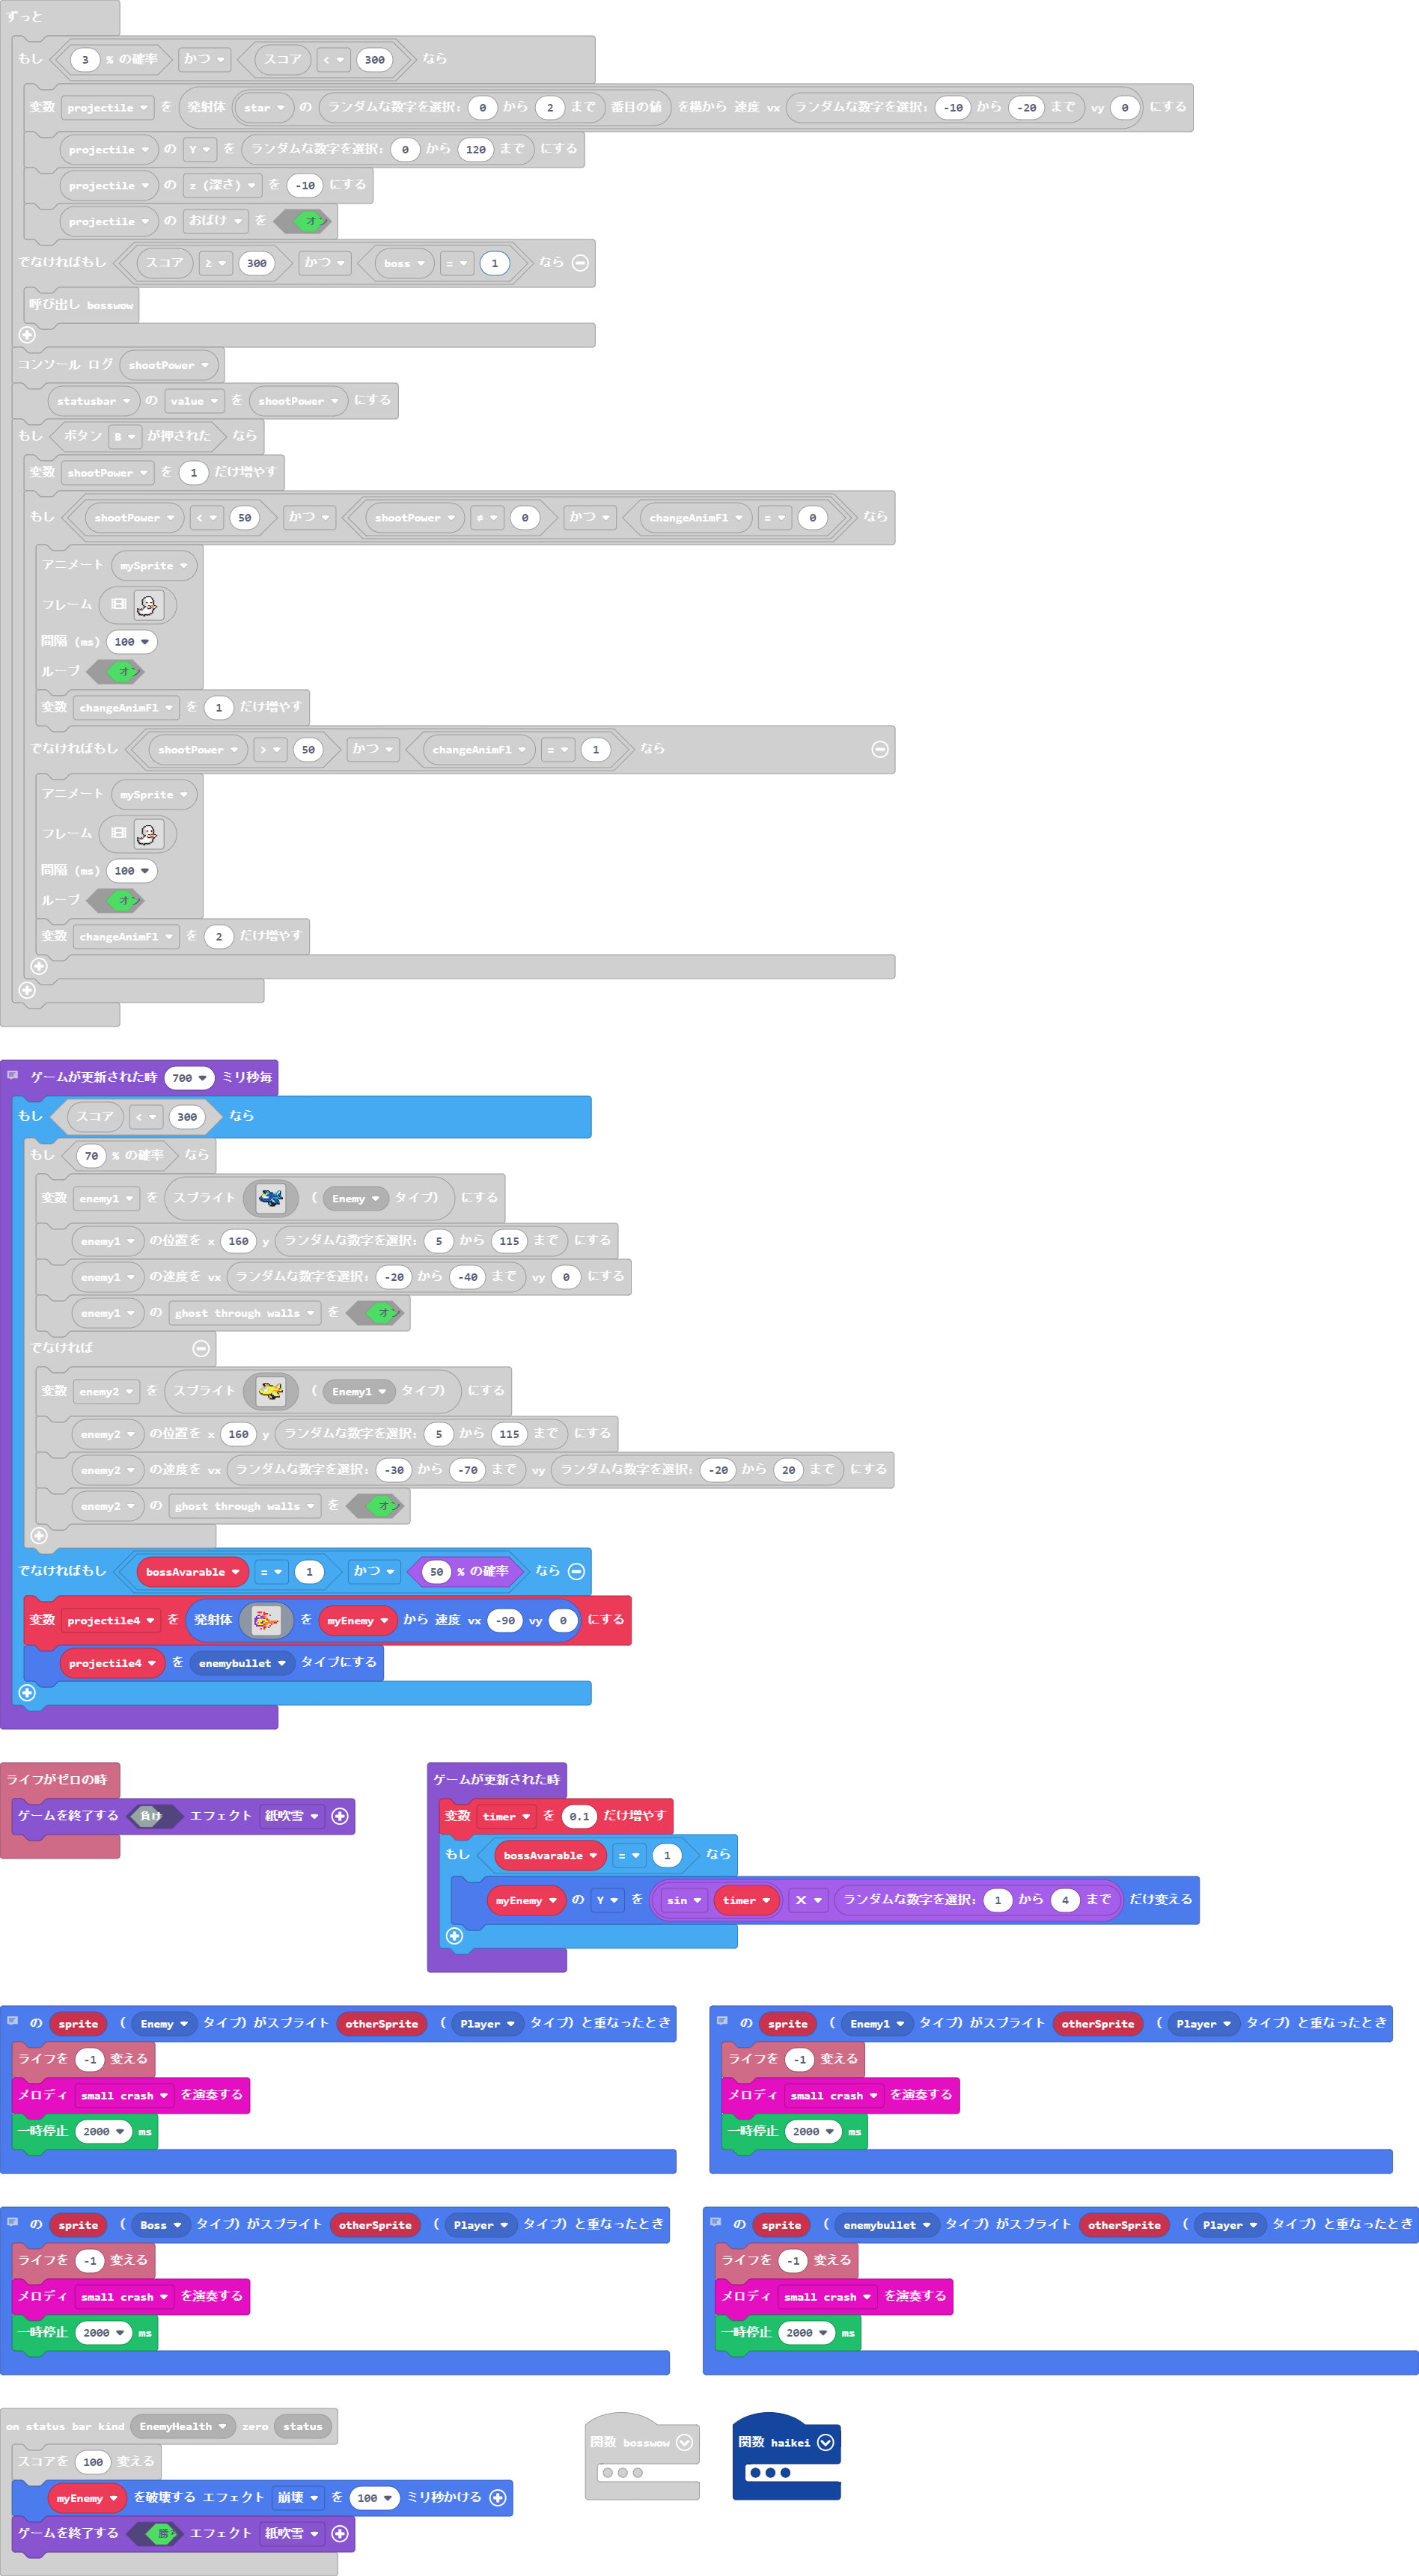 ずっと
もし 3 % の確率 かつ スコア < 300 なら
変数 projectile を 発射体 star の ランダムな数字を選択: 0 から 2 まで 番目の値 を横から 速度 vx ランダムな数字を選択: -10 から -20 まで vy 0 にする
projectile の Y を ランダムな数字を選択: 0 から 120 まで にする
projectile の z (深さ) を -10 にする
projectile の おばけ を オン
でなければもし スコア ≥ 300 かつ boss = 1 なら
呼び出し bosswow
コンソール ログ shootPower
statusbar の value を shootPower にする
もし ボタン B が押された なら
変数 shootPower を 1 だけ増やす
もし shootPower < 50 かつ shootPower ≠ 0 かつ changeAnimFl = 0 なら
アニメート mySprite
フレーム
間隔 (ms) 100
ループ オン
変数 changeAnimFl を 1 だけ増やす
でなければもし shootPower > 50 かつ changeAnimFl = 1 なら
アニメート mySprite
フレーム
間隔 (ms) 100
ループ オン
変数 changeAnimFl を 2 だけ増やす
ゲームが更新された時 700 ミリ秒毎
もし スコア < 300 なら
もし 70 % の確率 なら
変数 enemy1 を スプライト ( Enemy タイプ) にする
enemy1 の位置を x 160 y ランダムな数字を選択: 5 から 115 まで にする
enemy1 の速度を vx ランダムな数字を選択: -20 から -40 まで vy 0 にする
enemy1 の ghost through walls を オン
でなければ
変数 enemy2 を スプライト ( Enemy1 タイプ) にする
enemy2 の位置を x 160 y ランダムな数字を選択: 5 から 115 まで にする
enemy2 の速度を vx ランダムな数字を選択: -30 から -70 まで vy ランダムな数字を選択: -20 から 20 まで にする
enemy2 の ghost through walls を オン
でなければもし bossAvarable = 1 かつ 50 % の確率 なら
変数 projectile4 を 発射体 を myEnemy から 速度 vx -90 vy 0 にする
projectile4 を enemybullet タイプにする
ライフがゼロの時
ゲームを終了する 負け エフェクト 紙吹雪
ゲームが更新された時
変数 timer を 0.1 だけ増やす
もし bossAvarable = 1 なら
myEnemy の Y を sin timer × ランダムな数字を選択: 1 から 4 まで だけ変える
の sprite ( Enemy タイプ) がスプライト otherSprite ( Player タイプ) と重なったとき
ライフを -1 変える
メロディ small crash を演奏する
一時停止 2000 ms
の sprite ( Enemy1 タイプ) がスプライト otherSprite ( Player タイプ) と重なったとき
ライフを -1 変える
メロディ small crash を演奏する
一時停止 2000 ms
の sprite ( Boss タイプ) がスプライト otherSprite ( Player タイプ) と重なったとき
ライフを -1 変える
メロディ small crash を演奏する
一時停止 2000 ms
の sprite ( enemybullet タイプ) がスプライト otherSprite ( Player タイプ) と重なったとき
ライフを -1 変える
メロディ small crash を演奏する
一時停止 2000 ms
on status bar kind EnemyHealth zero status
スコアを 100 変える
myEnemy を破壊する エフェクト 崩壊 を 100 ミリ秒かける
ゲームを終了する 勝ち エフェクト 紙吹雪
関数 bosswow
関数 haikei